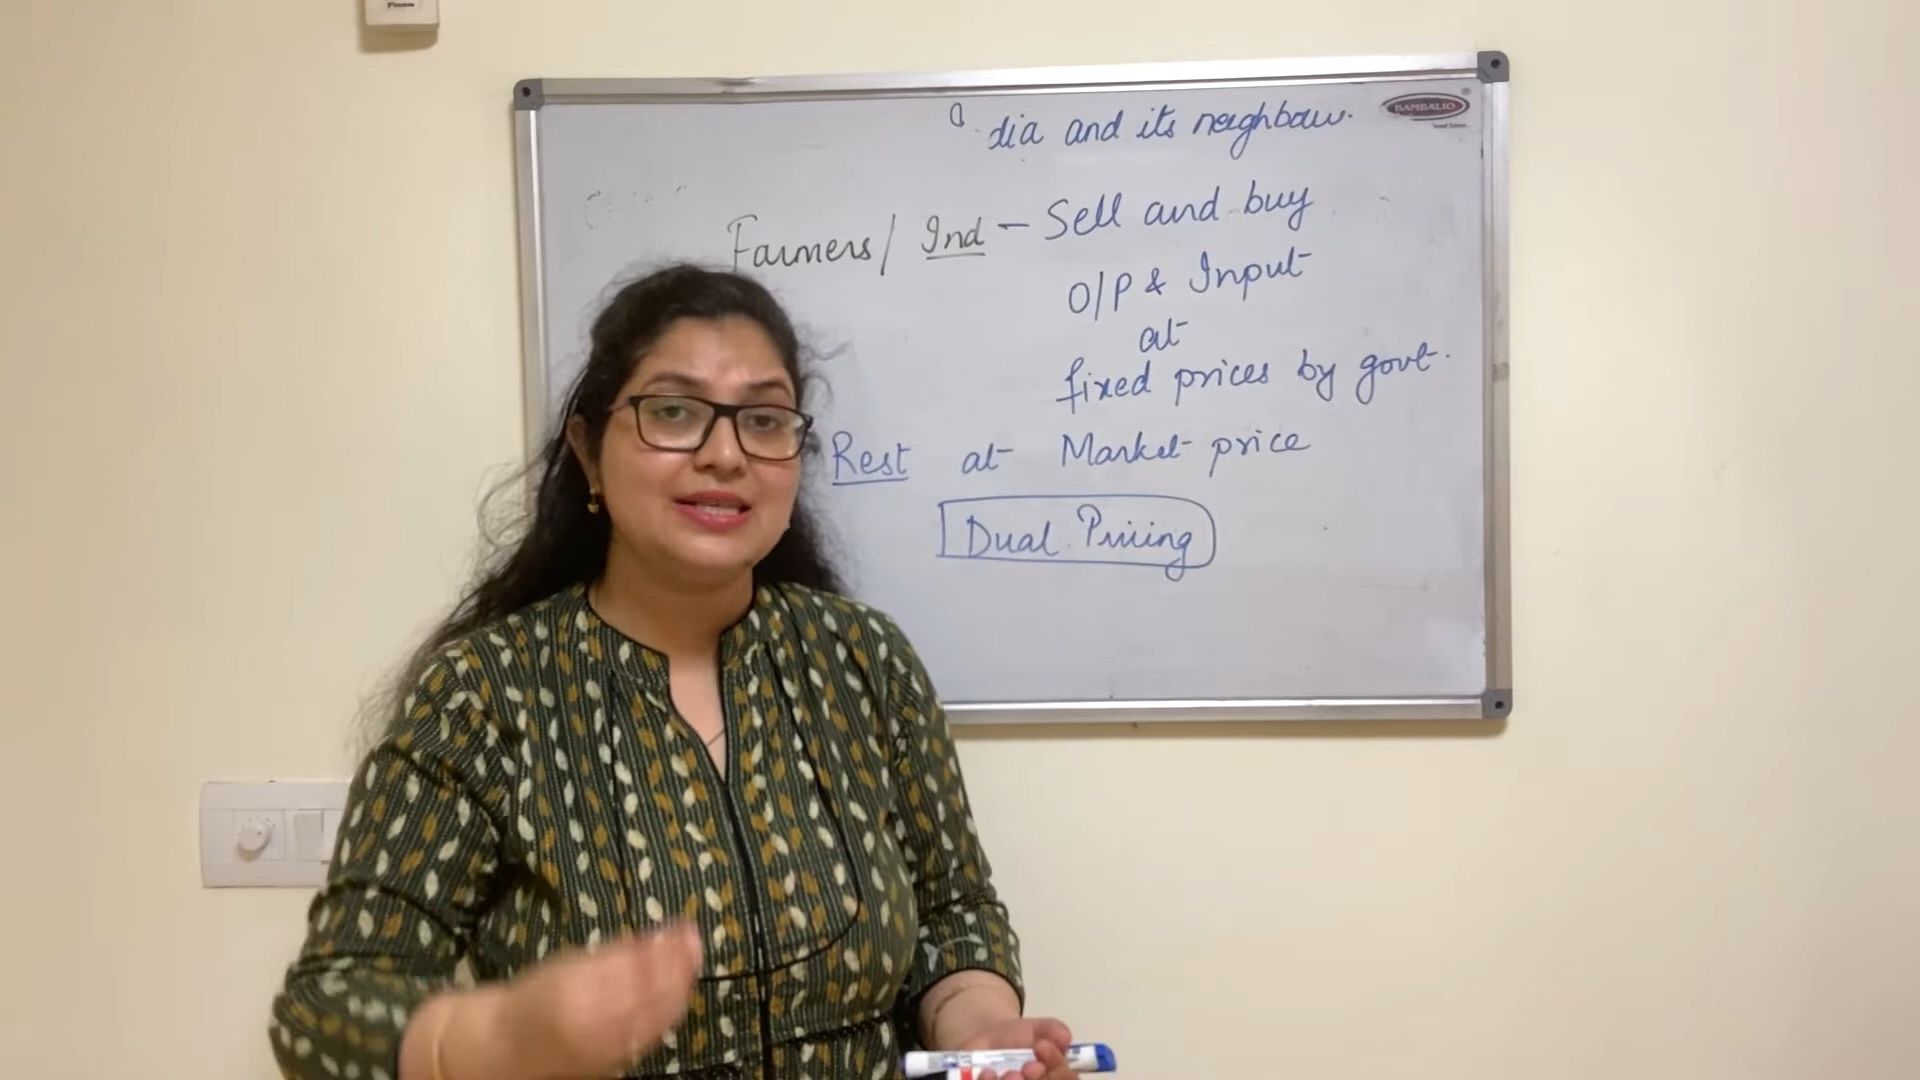 dia and its neighbour.
BAMBALIO
Farmers / Ind – Sell and buy
O/P & Input
at
fixed prices by govt.
Rest at Market price
Dual Pricing